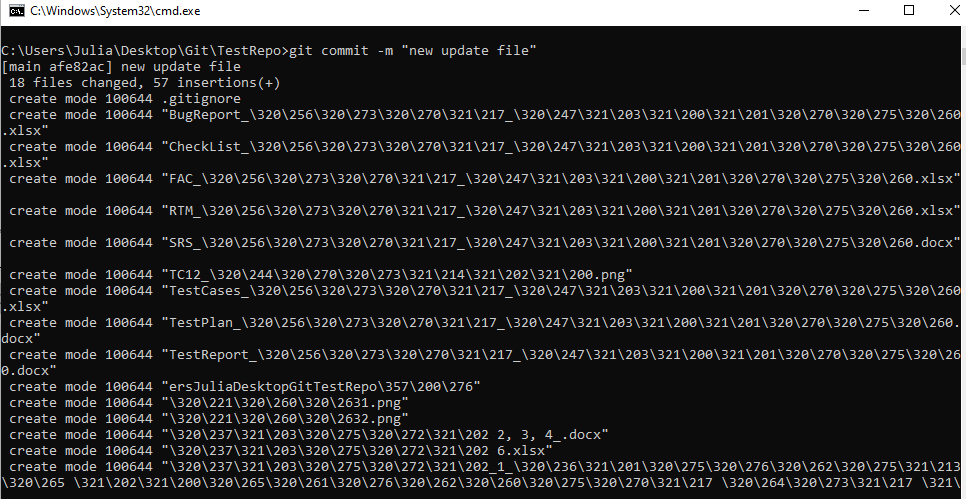 C:\Windows\System32\cmd.exe
C:\Users\Julia\Desktop\Git\TestRepo>git commit -m "new update file"
[main afe82ac] new update file
 18 files changed, 57 insertions(+)
 create mode 100644 .gitignore
 create mode 100644 "BugReport_\320\256\320\273\320\270\321\217_\320\247\321\203\321\200\321\201\320\270\320\275\320\260
.xlsx"
 create mode 100644 "CheckList_\320\256\320\273\320\270\321\217_\320\247\321\203\321\200\321\201\320\270\320\275\320\260
.xlsx"
 create mode 100644 "FAC_\320\256\320\273\320\270\321\217_\320\247\321\203\321\200\321\201\320\270\320\275\320\260.xlsx"
 create mode 100644 "RTM_\320\256\320\273\320\270\321\217_\320\247\321\203\321\200\321\201\320\270\320\275\320\260.xlsx"
 create mode 100644 "SRS_\320\256\320\273\320\270\321\217_\320\247\321\203\321\200\321\201\320\270\320\275\320\260.docx"
 create mode 100644 "TC12_\320\244\320\270\320\273\321\214\321\202\321\200.png"
 create mode 100644 "TestCases_\320\256\320\273\320\270\321\217_\320\247\321\203\321\200\321\201\320\270\320\275\320\260
.xlsx"
 create mode 100644 "TestPlan_\320\256\320\273\320\270\321\217_\320\247\321\203\321\200\321\201\320\270\320\275\320\260.
docx"
 create mode 100644 "TestReport_\320\256\320\273\320\270\321\217_\320\247\321\203\321\200\321\201\320\270\320\275\320\26
0.docx"
 create mode 100644 "ersJuliaDesktopGitTestRepo\357\200\276"
 create mode 100644 "\320\221\320\260\320\2631.png"
 create mode 100644 "\320\221\320\260\320\2632.png"
 create mode 100644 "\320\237\321\203\320\275\320\272\321\202 2, 3, 4_.docx"
 create mode 100644 "\320\237\321\203\320\275\320\272\321\202 6.xlsx"
 create mode 100644 "\320\237\321\203\320\275\320\272\321\202_1_\320\236\321\201\320\275\320\276\320\262\320\275\321\213
\320\265 \321\202\321\200\320\265\320\261\320\276\320\262\320\260\320\275\320\270\321\217 \320\264\320\273\321\217 \321\